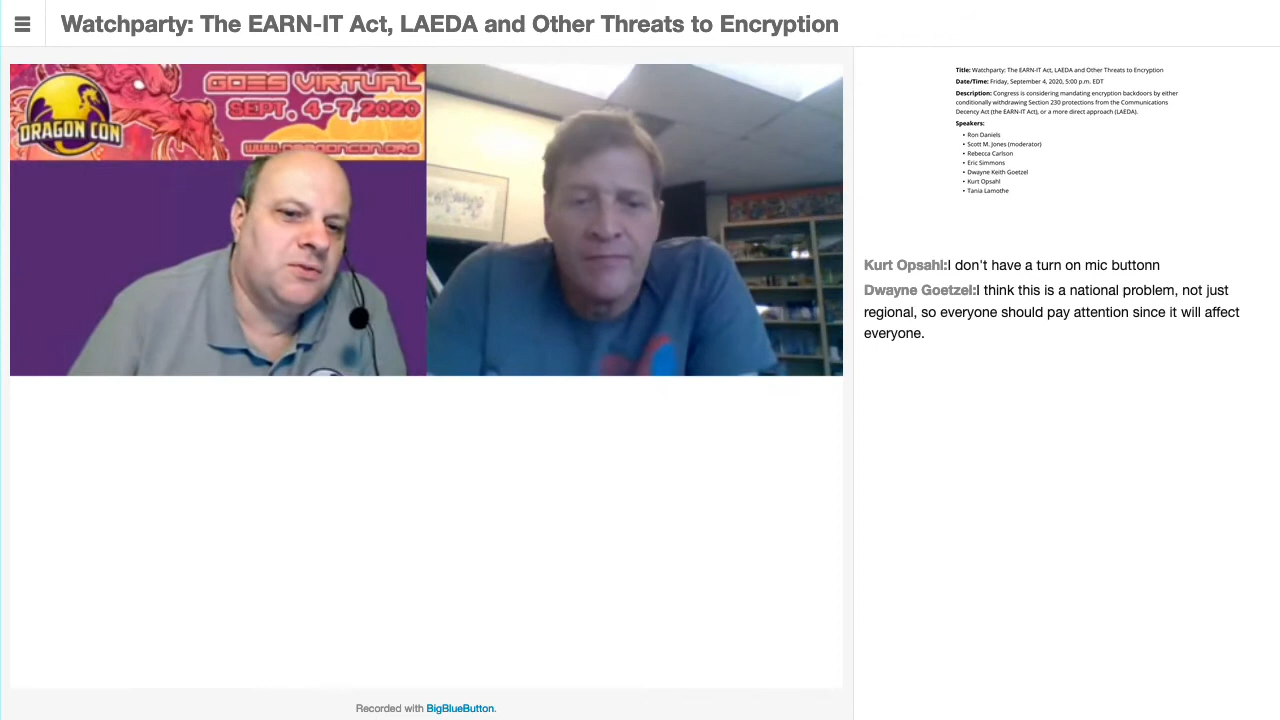 Watchparty: The EARN-IT Act, LAEDA and Other Threats to Encryption
GOES VIRTUAL
SEPT. 4-7, 2020
DRAGON CON
WWW.DRAGONCON.ORG
Title: Watchparty: The EARN-IT Act, LAEDA and Other Threats to Encryption
Date/Time: Friday, September 4, 2020, 5:00 p.m. EDT
Description: Congress is considering mandating encryption backdoors by either
conditionally withdrawing Section 230 protections from the Communications
Decency Act (the EARN-IT Act), or a more direct approach (LAEDA).
Speakers:
• Ron Daniels
• Scott M. Jones (moderator)
• Rebecca Carlson
• Eric Simmons
• Dwayne Keith Goetzel
• Kurt Opsahl
• Tania Lamothe
Kurt Opsahl:I don't have a turn on mic buttonn
Dwayne Goetzel:I think this is a national problem, not just
regional, so everyone should pay attention since it will affect
everyone.
Recorded with BigBlueButton.